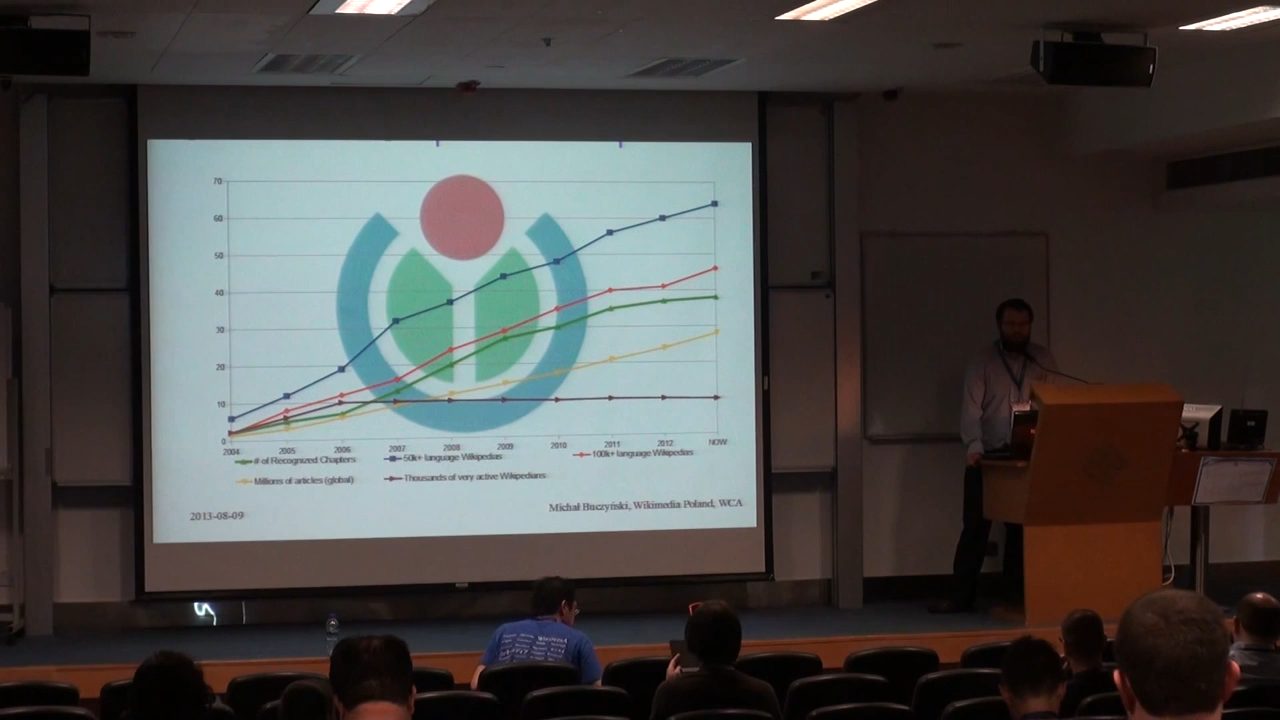 70
60
50
40
30
20
10
0
2004 2005 2006 2007 2008 2009 2010 2011 2012 NOW
# of Recognized Chapters 50k+ language Wikipedias 100k+ language Wikipedias
Millions of articles (global) Thousands of very active Wikipedians
2013-08-09 Michał Buczyński, Wikimedia Poland, WCA